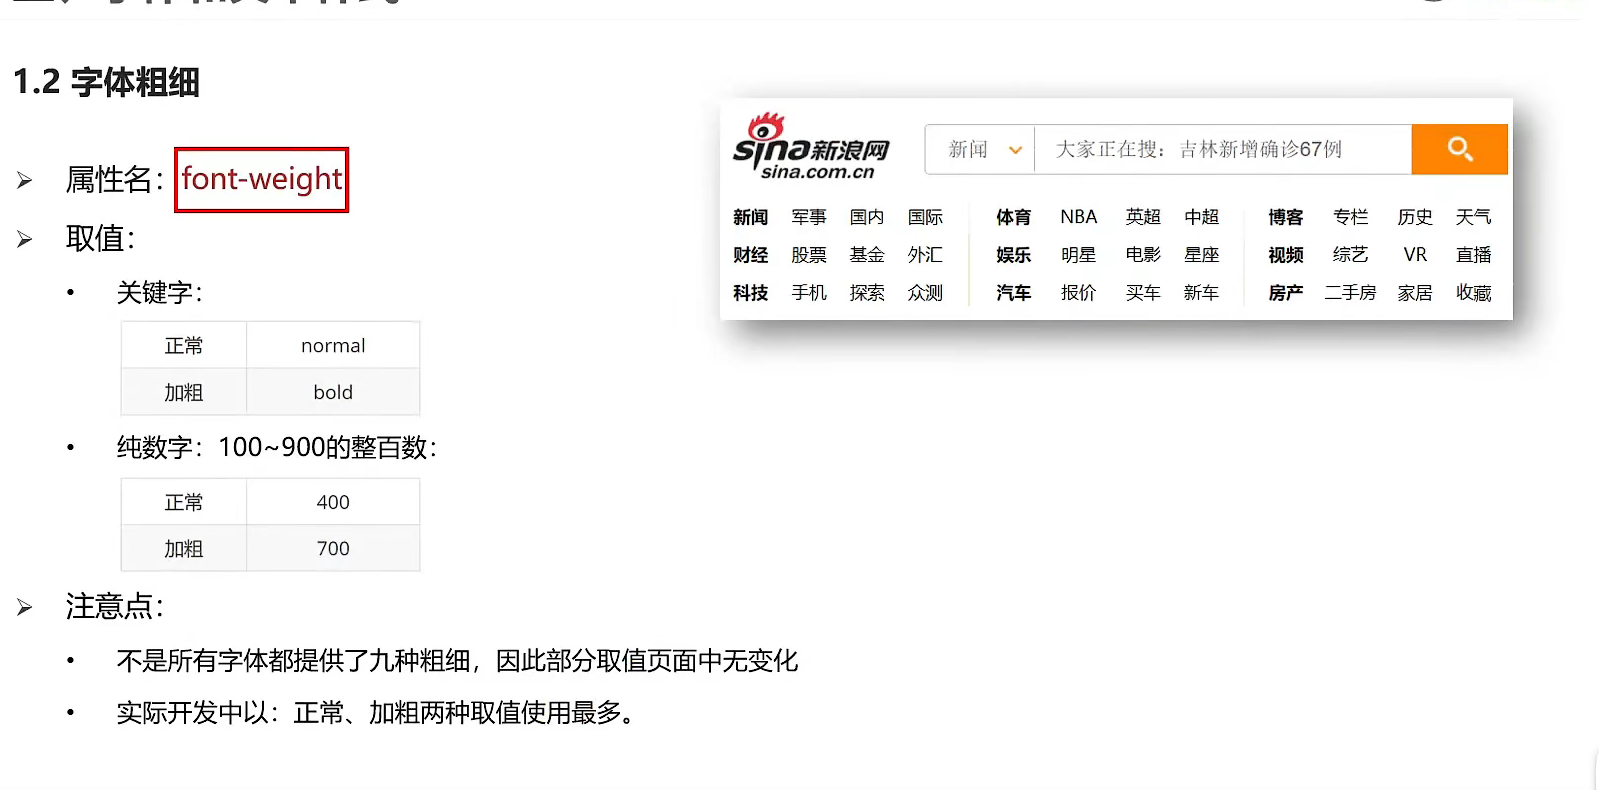 1.2 字体粗细
属性名：font-weight
取值：
关键字：
正常 normal
加粗 bold
纯数字：100~900的整百数：
正常 400
加粗 700
注意点：
不是所有字体都提供了九种粗细，因此部分取值页面中无变化
实际开发中以：正常、加粗两种取值使用最多。
sina新浪网
sina.com.cn
新闻 大家正在搜：吉林新增确诊67例
新闻 军事 国内 国际 体育 NBA 英超 中超 博客 专栏 历史 天气
财经 股票 基金 外汇 娱乐 明星 电影 星座 视频 综艺 VR 直播
科技 手机 探索 众测 汽车 报价 买车 新车 房产 二手房 家居 收藏